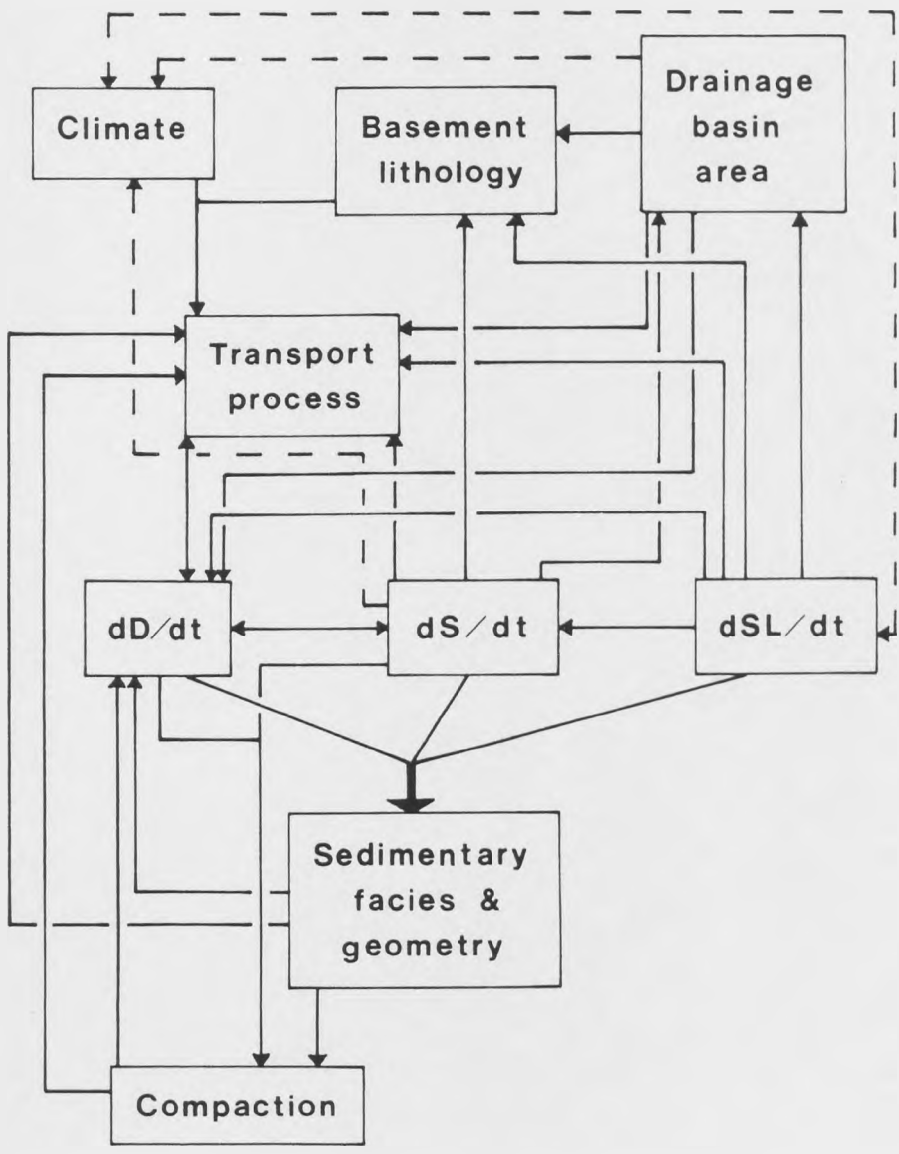 Climate
Basement
lithology
Drainage
basin
area
Transport
process
dD/dt
dS/dt
dSL/dt
Sedimentary
facies &
geometry
Compaction